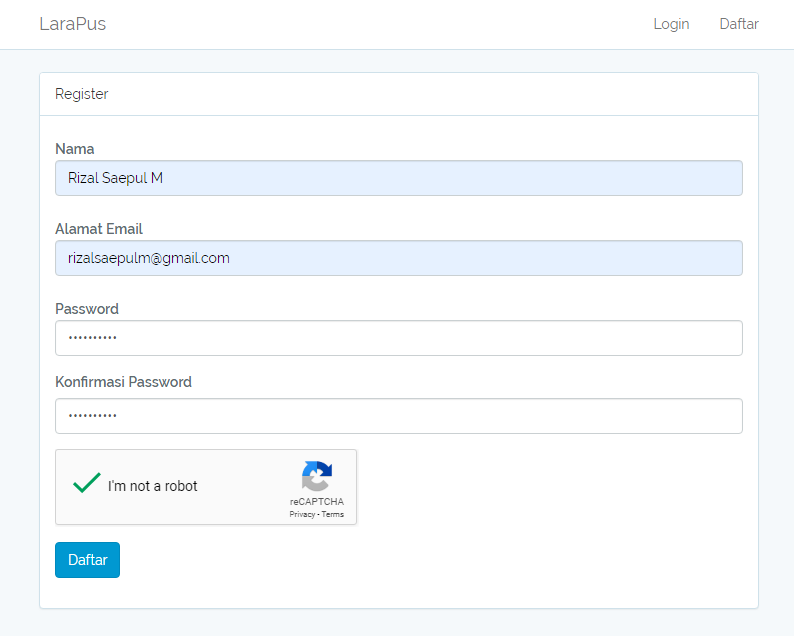 LaraPus Login Daftar
Register
Nama
Rizal Saepul M
Alamat Email
rizalsaepulm@gmail.com
Password
••••••••••
Konfirmasi Password
••••••••••
I'm not a robot
reCAPTCHA
Privacy - Terms
Daftar